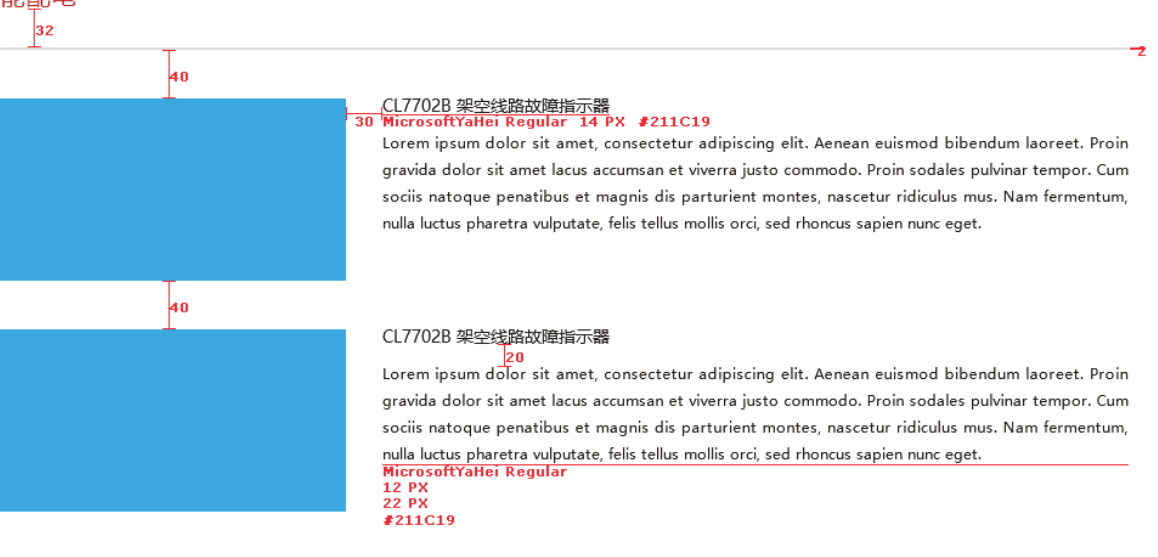 能配电
32
2
40
CL7702B 架空线路故障指示器
30 MicrosoftYaHei Regular 14 PX #211C19
Lorem ipsum dolor sit amet, consectetur adipiscing elit. Aenean euismod bibendum laoreet. Proin
gravida dolor sit amet lacus accumsan et viverra justo commodo. Proin sodales pulvinar tempor. Cum
sociis natoque penatibus et magnis dis parturient montes, nascetur ridiculus mus. Nam fermentum,
nulla luctus pharetra vulputate, felis tellus mollis orci, sed rhoncus sapien nunc eget.
40
CL7702B 架空线路故障指示器
20
Lorem ipsum dolor sit amet, consectetur adipiscing elit. Aenean euismod bibendum laoreet. Proin
gravida dolor sit amet lacus accumsan et viverra justo commodo. Proin sodales pulvinar tempor. Cum
sociis natoque penatibus et magnis dis parturient montes, nascetur ridiculus mus. Nam fermentum,
nulla luctus pharetra vulputate, felis tellus mollis orci, sed rhoncus sapien nunc eget.
MicrosoftYaHei Regular
12 PX
22 PX
#211C19